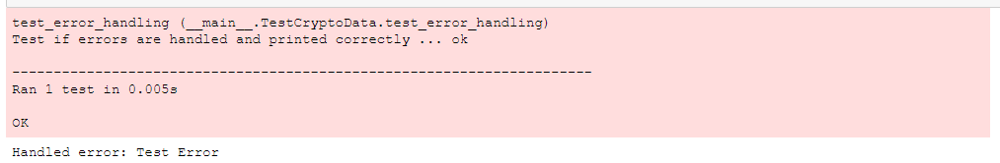 test_error_handling (__main__.TestCryptoData.test_error_handling)
Test if errors are handled and printed correctly ... ok
----------------------------------------------------------------------
Ran 1 test in 0.005s
OK
Handled error: Test Error